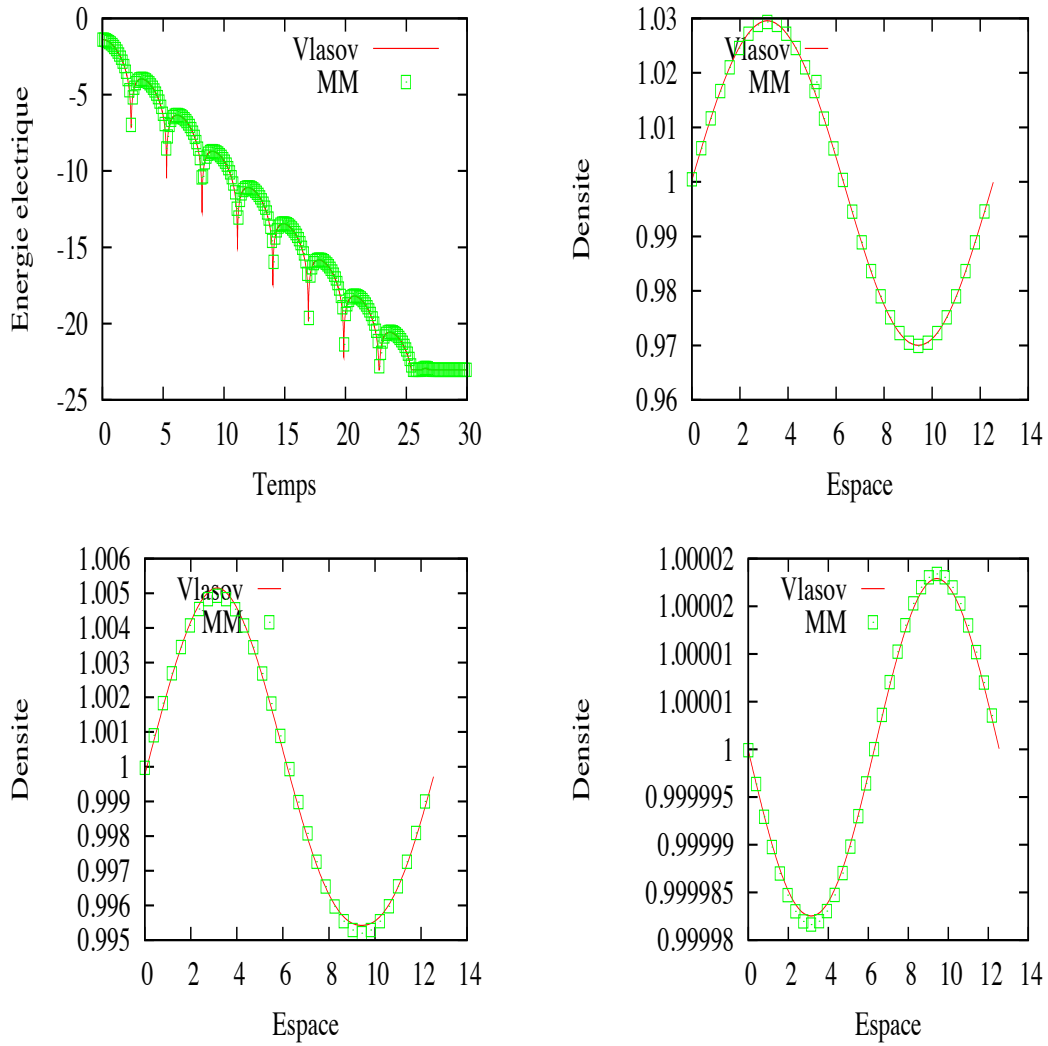 0
-5
-10
-15
-20
-25
0 5 10 15 20 25 30
Energie electrique
Temps
Vlasov
MM
1.03
1.02
1.01
1
0.99
0.98
0.97
0.96
0 2 4 6 8 10 12 14
Densite
Espace
Vlasov
MM
1.006
1.005
1.004
1.003
1.002
1.001
1
0.999
0.998
0.997
0.996
0.995
0 2 4 6 8 10 12 14
Densite
Espace
Vlasov
MM
1.00002
1.00002
1.00001
1.00001
1
0.999995
0.99999
0.999985
0.99998
0 2 4 6 8 10 12 14
Densite
Espace
Vlasov
MM